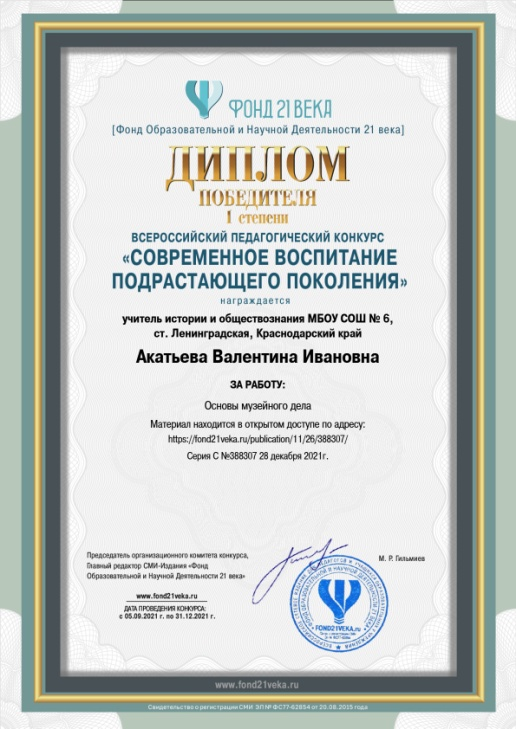 ФОНД 21 ВЕКА
[Фонд Образовательной и Научной Деятельности 21 века]
ДИПЛОМ
ПОБЕДИТЕЛЯ
1 степени
ВСЕРОССИЙСКИЙ ПЕДАГОГИЧЕСКИЙ КОНКУРС
«СОВРЕМЕННОЕ ВОСПИТАНИЕ
ПОДРАСТАЮЩЕГО ПОКОЛЕНИЯ»
награждается
учитель истории и обществознания МБОУ СОШ № 6,
ст. Ленинградская, Краснодарский край
Акатьева Валентина Ивановна
ЗА РАБОТУ:
Основы музейного дела
Материал находится в открытом доступе по адресу:
https://fond21veka.ru/publication/11/26/388307/
Серия С №388307 28 декабря 2021г.
Председатель организационного комитета конкурса,
Главный редактор СМИ-Издания «Фонд
Образовательной и Научной Деятельности 21 века»
М. Р. Гильмиев
www.fond21veka.ru
ДАТА ПРОВЕДЕНИЯ КОНКУРСА:
с 05.09.2021 г. по 31.12.2021 г.
FOND21VEKA.ru
www.fond21veka.ru
Свидетельство о регистрации СМИ ЭЛ № ФС77-62654 от 20.08.2015 года